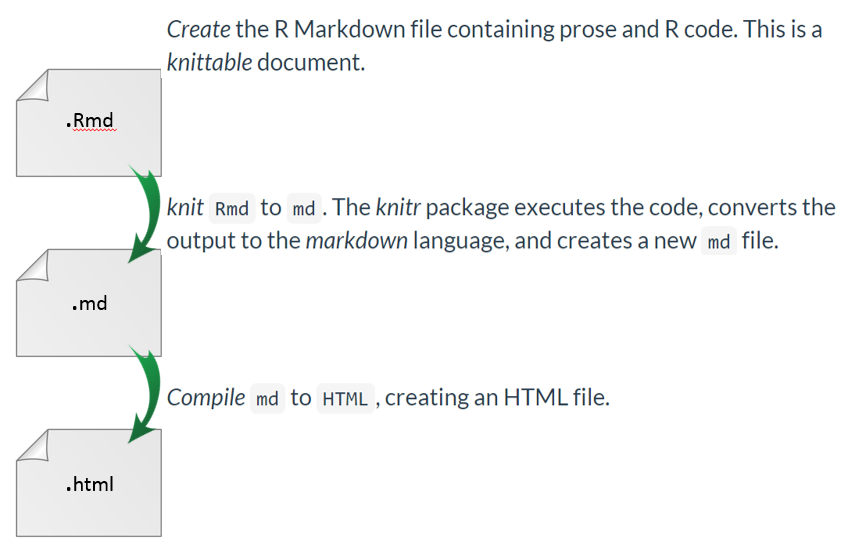 Create the R Markdown file containing prose and R code. This is a
knittable document.
.Rmd
knit Rmd to md . The knitr package executes the code, converts the
output to the markdown language, and creates a new md file.
.md
Compile md to HTML , creating an HTML file.
.html